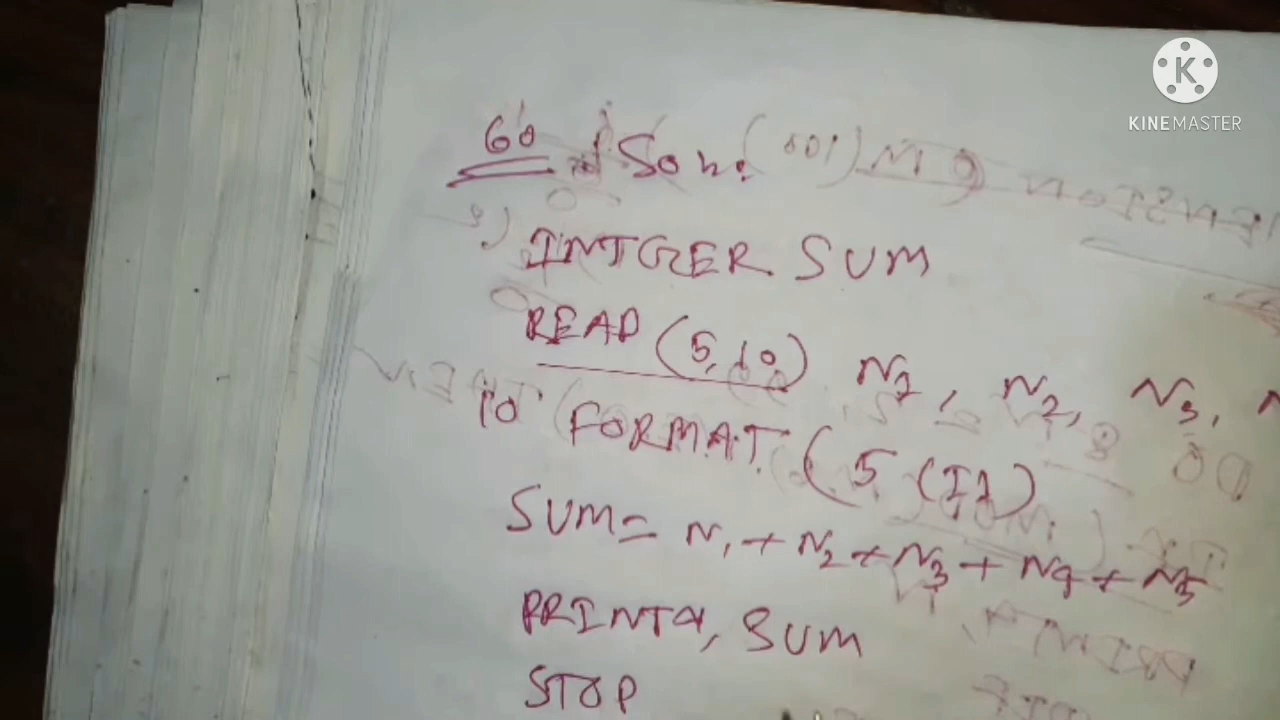 KINEMASTER
60 Soln:
INTGER SUM
READ (5,10) N1, N2, N3,
10 FORMAT (5 (I1)
SUM = N1 + N2 + N3 + N4 + N5
PRINT*, SUM
STOP